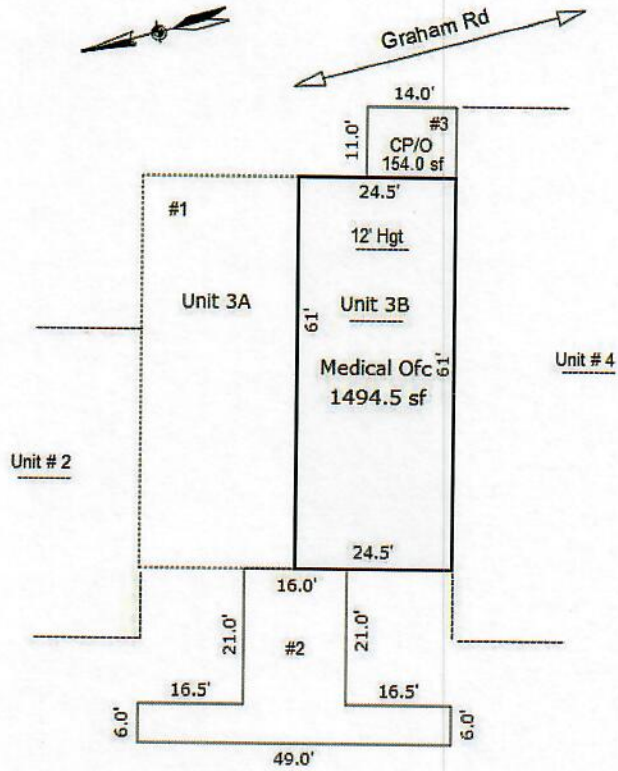 Graham Rd
14.0'
#3
11.0'
CP/O
154.0 sf
24.5'
#1
12' Hgt
Unit 3A
Unit 3B
61'
61'
Medical Ofc
1494.5 sf
Unit # 4
Unit # 2
24.5'
16.0'
21.0'
21.0'
#2
16.5'
16.5'
6.0'
6.0'
49.0'